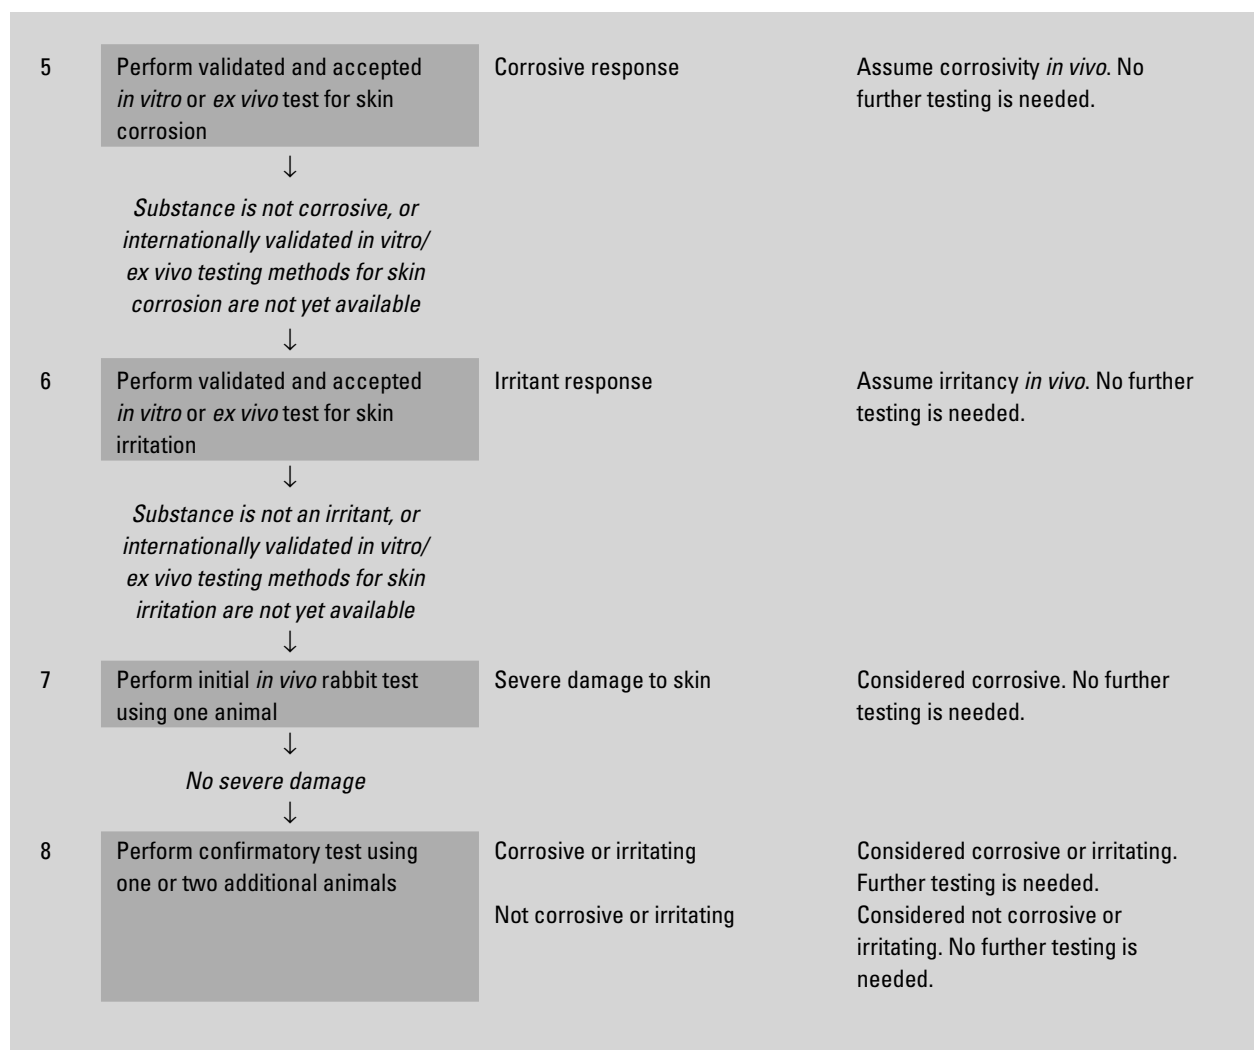 5
Perform validated and accepted
in vitro or ex vivo test for skin
corrosion
Corrosive response
Assume corrosivity in vivo. No
further testing is needed.
↓
Substance is not corrosive, or
internationally validated in vitro/
ex vivo testing methods for skin
corrosion are not yet available
↓
6
Perform validated and accepted
in vitro or ex vivo test for skin
irritation
Irritant response
Assume irritancy in vivo. No further
testing is needed.
↓
Substance is not an irritant, or
internationally validated in vitro/
ex vivo testing methods for skin
irritation are not yet available
↓
7
Perform initial in vivo rabbit test
using one animal
Severe damage to skin
Considered corrosive. No further
testing is needed.
↓
No severe damage
↓
8
Perform confirmatory test using
one or two additional animals
Corrosive or irritating
Considered corrosive or irritating.
Further testing is needed.
Not corrosive or irritating
Considered not corrosive or
irritating. No further testing is
needed.